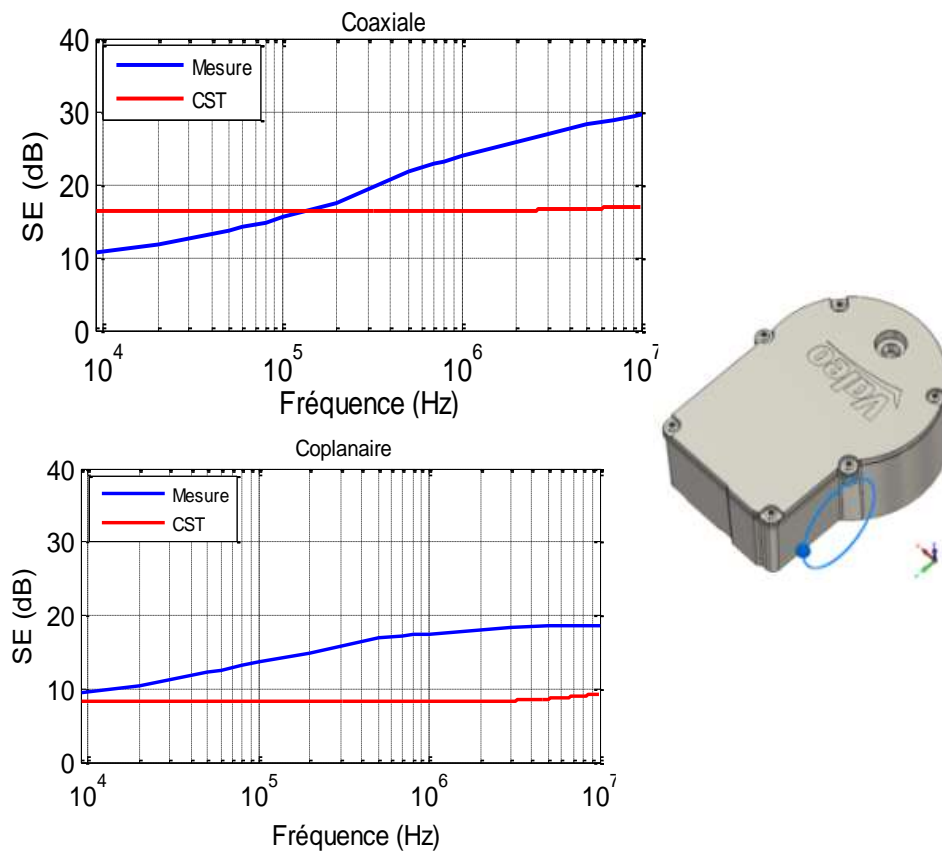 Coaxiale
40
30
20
10
0
SE (dB)
Mesure
CST
10^4 10^5 10^6 10^7
Fréquence (Hz)
Valeo
Coplanaire
40
30
20
10
0
SE (dB)
Mesure
CST
10^4 10^5 10^6 10^7
Fréquence (Hz)